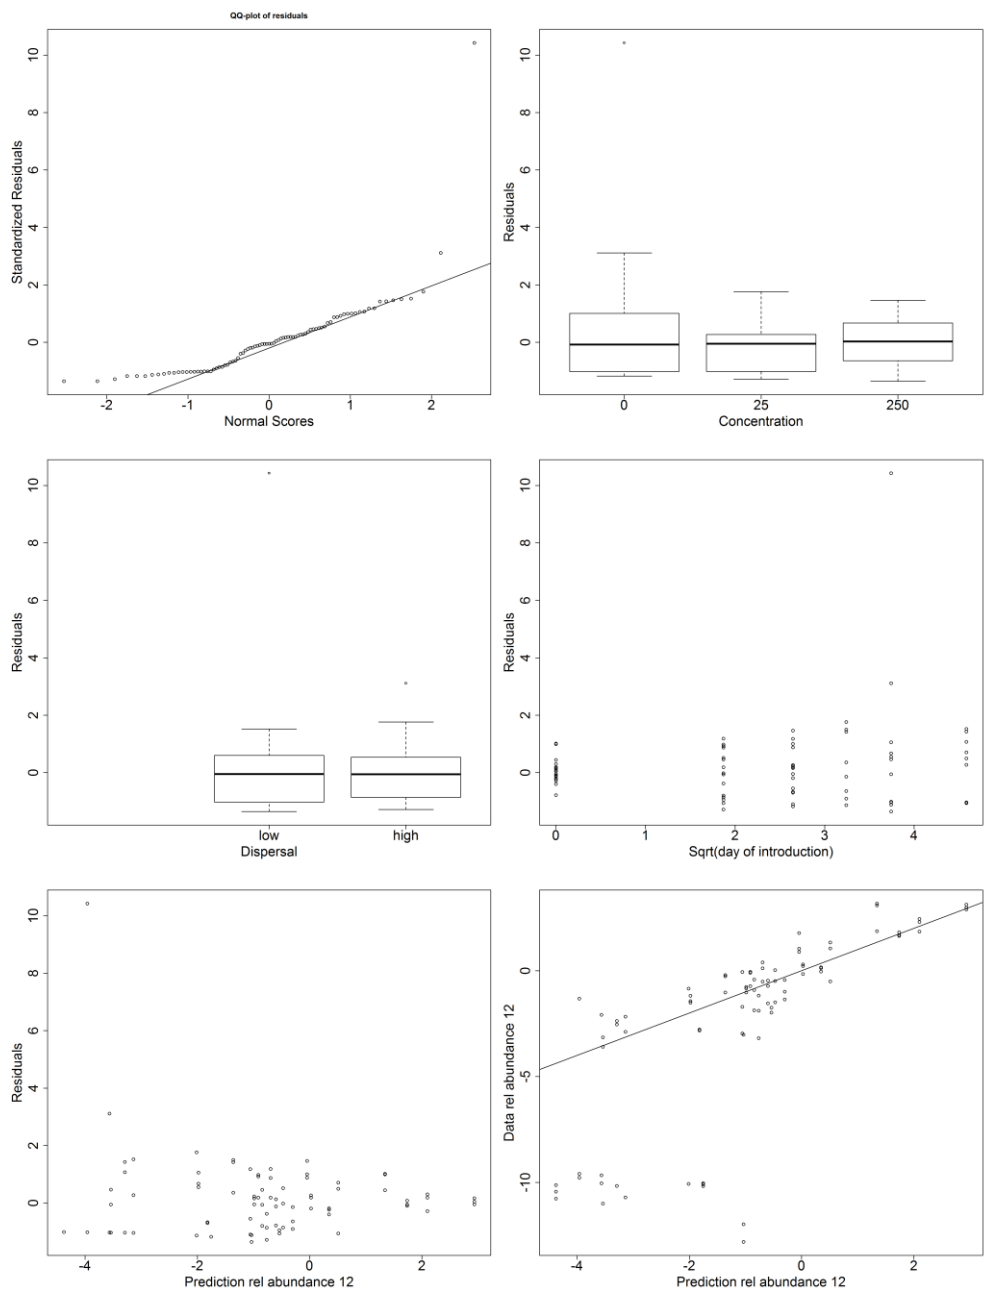 QQ-plot of residuals
Standardized Residuals
10
8
6
4
2
0
-2 -1 0 1 2
Normal Scores
Residuals
10
8
6
4
2
0
0 25 250
Concentration
Residuals
10
8
6
4
2
0
low high
Dispersal
Residuals
10
8
6
4
2
0
0 1 2 3 4
Sqrt(day of introduction)
Residuals
10
8
6
4
2
0
-4 -2 0 2
Prediction rel abundance 12
Data rel abundance 12
0
-5
-10
-4 -2 0 2
Prediction rel abundance 12